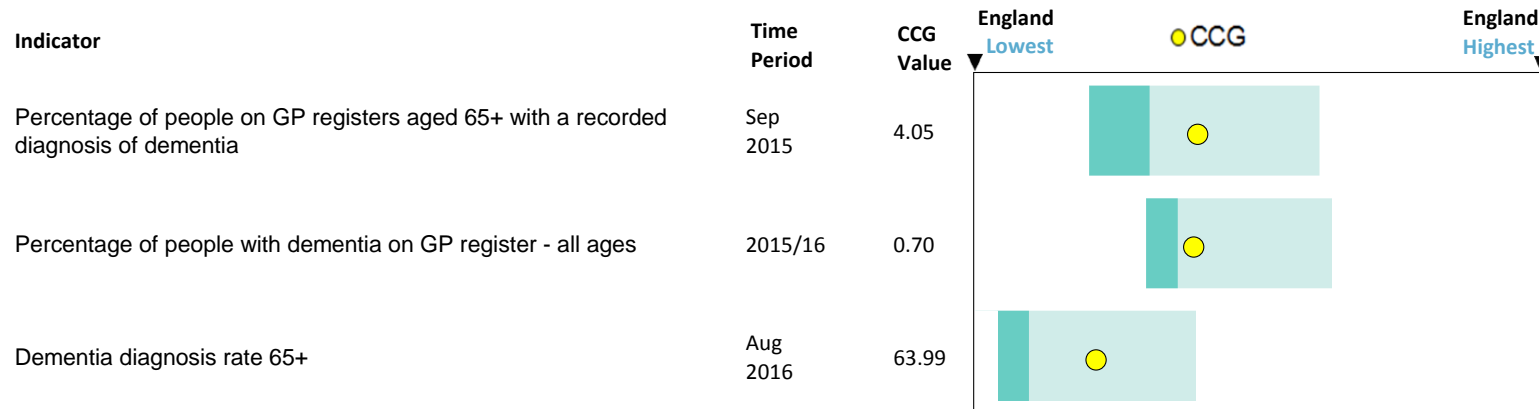 Indicator
Time
Period
CCG
Value
England
Lowest
CCG
England
Highest
Percentage of people on GP registers aged 65+ with a recorded
diagnosis of dementia
Sep
2015
4.05
Percentage of people with dementia on GP register - all ages
2015/16
0.70
Dementia diagnosis rate 65+
Aug
2016
63.99